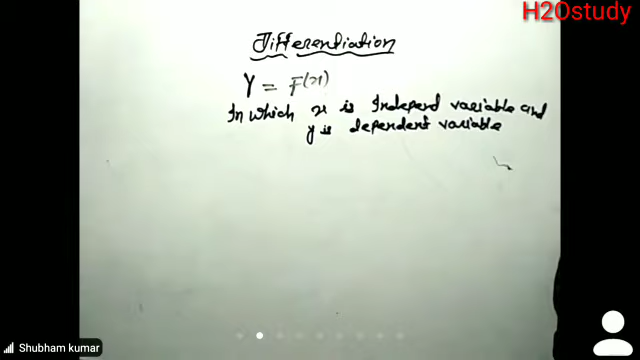 H2Ostudy
Differentiation
Y = F(x)
In which x is Independ variable and
y is dependent variable
Shubham kumar